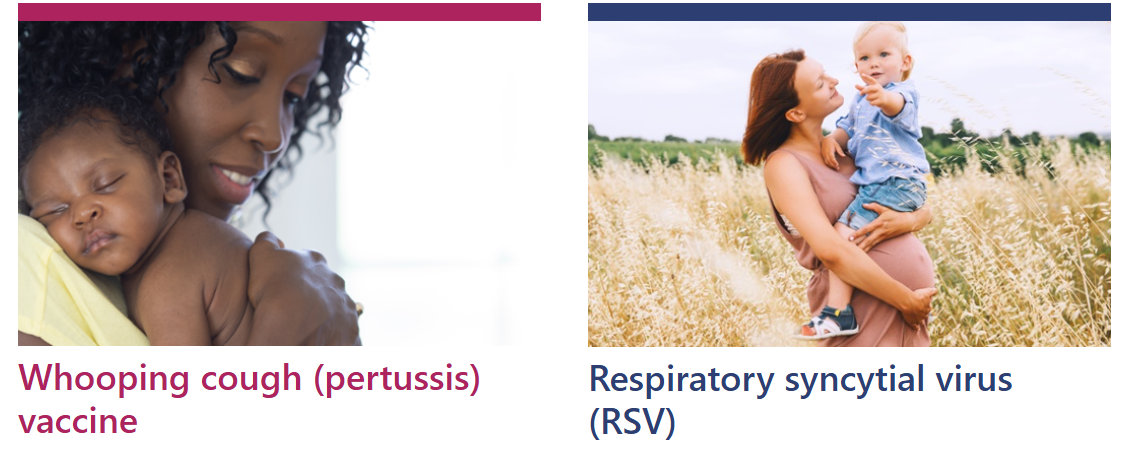 Whooping cough (pertussis)
vaccine
Respiratory syncytial virus
(RSV)